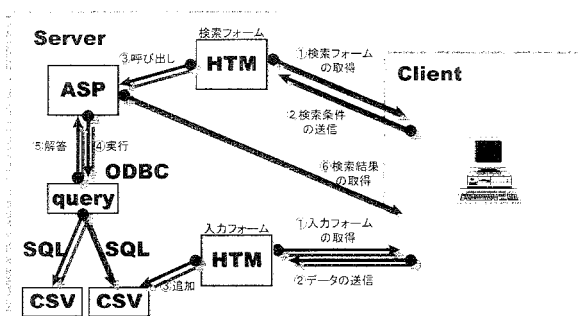 Server
検索フォーム
HTM
③呼び出し
ASP
①検索フォーム
の取得
Client
②検索条件
の送信
⑤解答
④実行
ODBC
query
⑥検索結果
の取得
SQL
SQL
入力フォーム
HTM
①入力フォーム
の取得
②データの送信
③追加
CSV
CSV